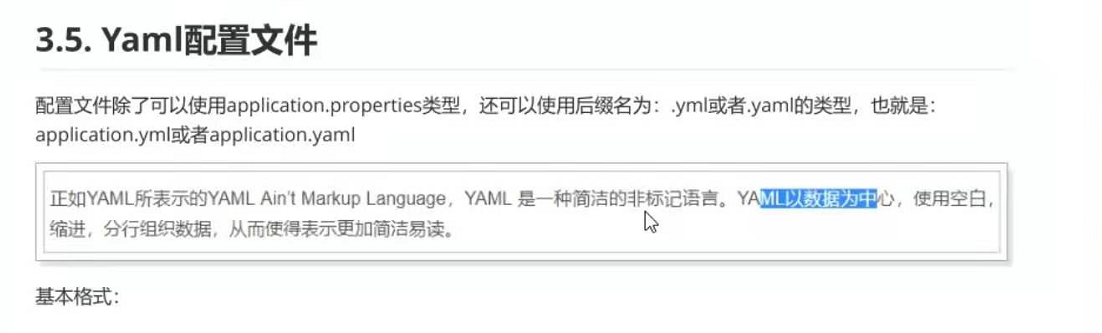 3.5. Yaml配置文件
配置文件除了可以使用application.properties类型，还可以使用后缀名为：.yml或者.yaml的类型，也就是：
application.yml或者application.yaml
正如YAML所表示的YAML Ain't Markup Language，YAML 是一种简洁的非标记语言。YAML以数据为中心，使用空白，
缩进，分行组织数据，从而使得表示更加简洁易读。
基本格式：